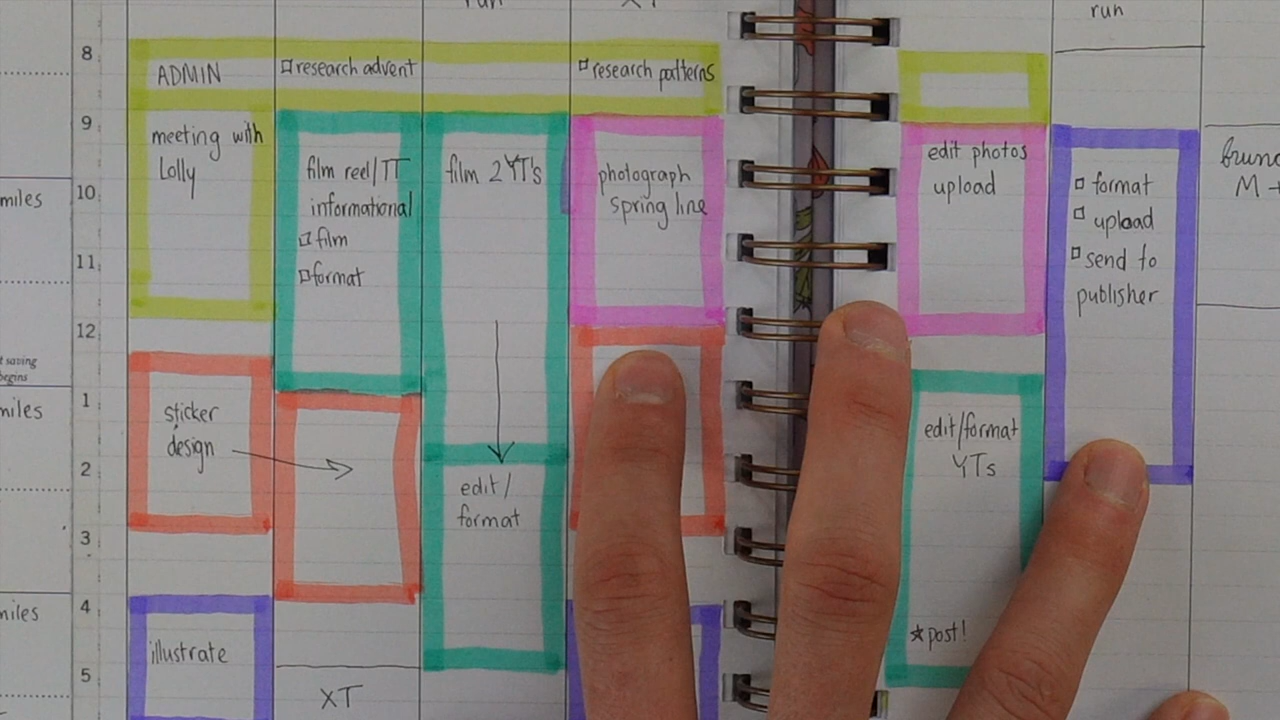 run
8
ADMIN
research advent
research patterns
9
meeting with
Lolly
film reel/TT
informational
film
format
film 2 YT's
photograph
spring line
edit photos
upload
format
upload
send to
publisher
M +
miles
10
11
12
saving
begins
miles
1
sticker
design
2
edit/
format
edit/format
YTs
3
miles
4
illustrate
*post!
5
XT